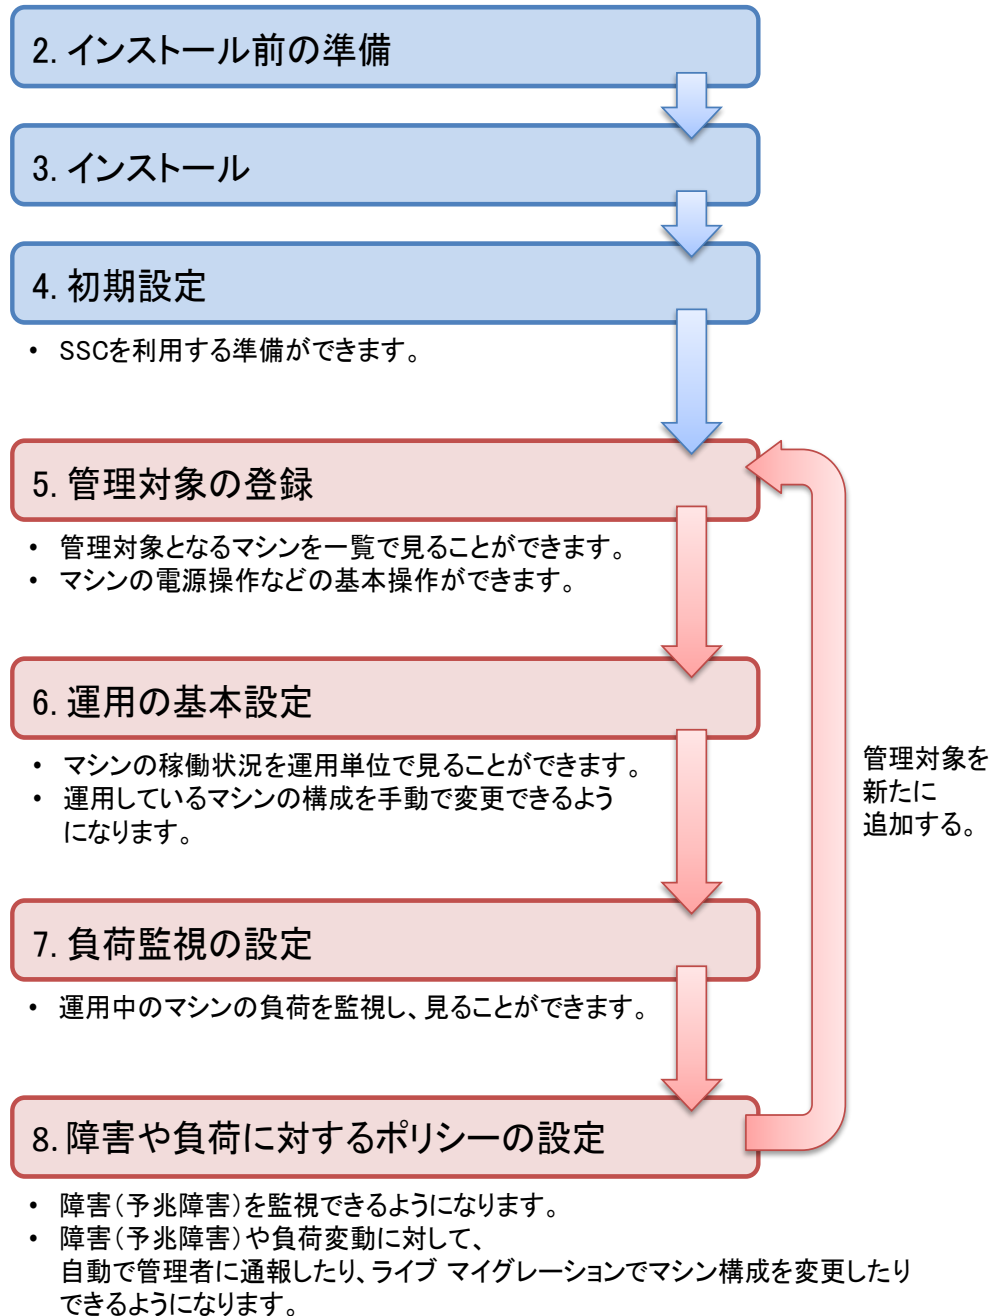 2. インストール前の準備
3. インストール
4. 初期設定
• SSCを利用する準備ができます。
5. 管理対象の登録
• 管理対象となるマシンを一覧で見ることができます。
• マシンの電源操作などの基本操作ができます。
6. 運用の基本設定
• マシンの稼働状況を運用単位で見ることができます。
• 運用しているマシンの構成を手動で変更できるよう
になります。
管理対象を
新たに
追加する。
7. 負荷監視の設定
• 運用中のマシンの負荷を監視し、見ることができます。
8. 障害や負荷に対するポリシーの設定
• 障害（予兆障害）を監視できるようになります。
• 障害（予兆障害）や負荷変動に対して、
自動で管理者に通報したり、ライブ マイグレーションでマシン構成を変更したり
できるようになります。